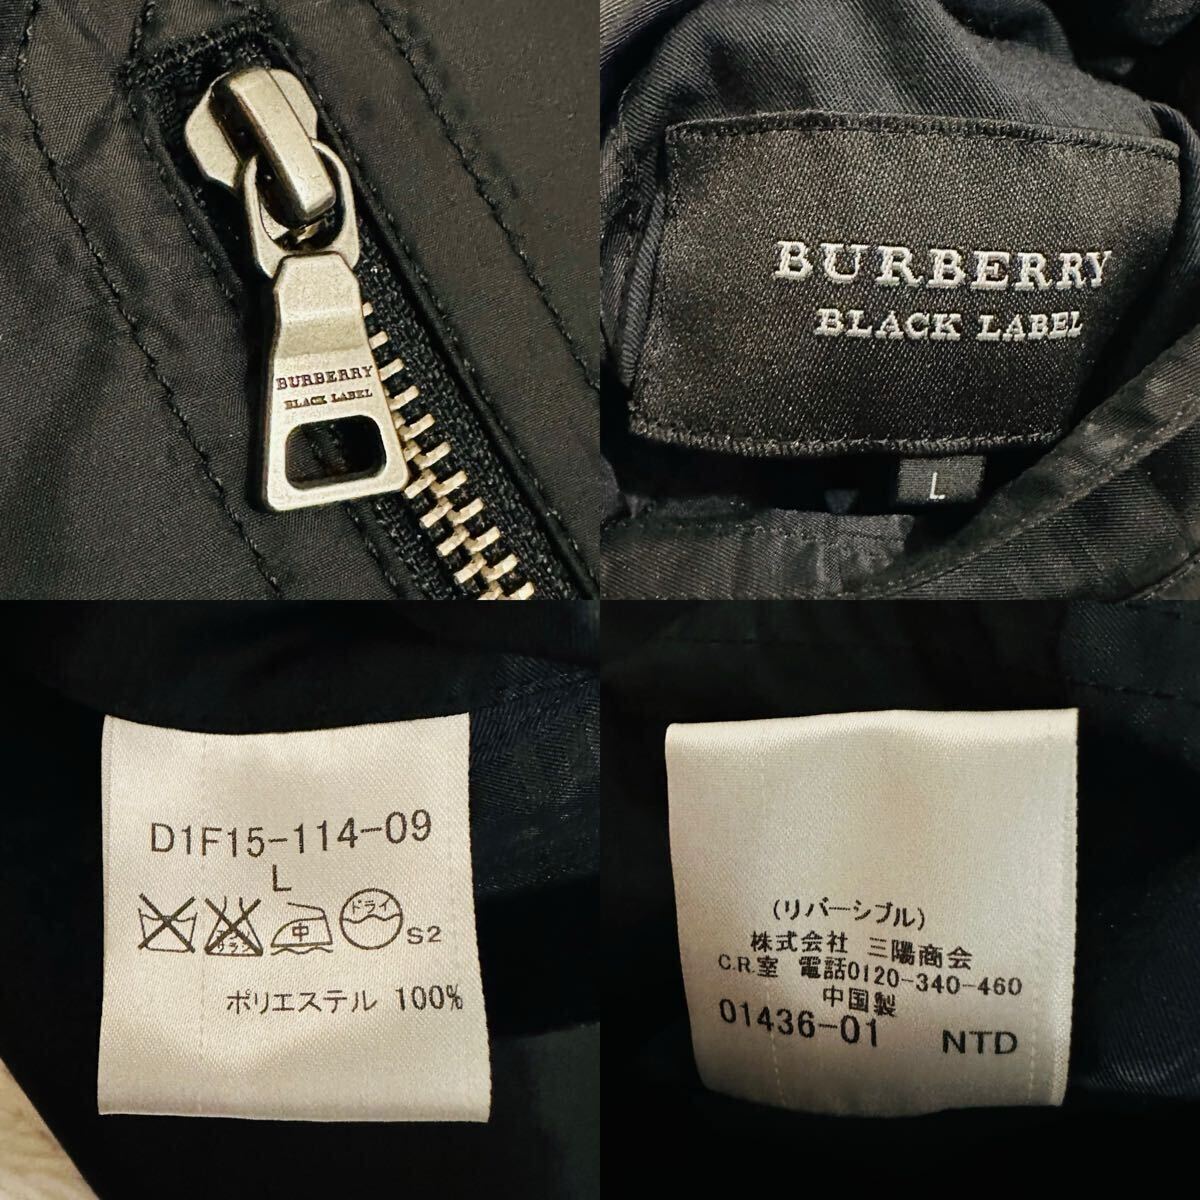 BURBERRY
BLACK LABEL
BURBERRY
BLACK LABEL
L
D1F15-114-09
L
中
ドライ
S2
ポリエステル 100%
(リバーシブル)
株式会社 三陽商会
C.R.室 電話0120-340-460
中国製
01436-01 NTD